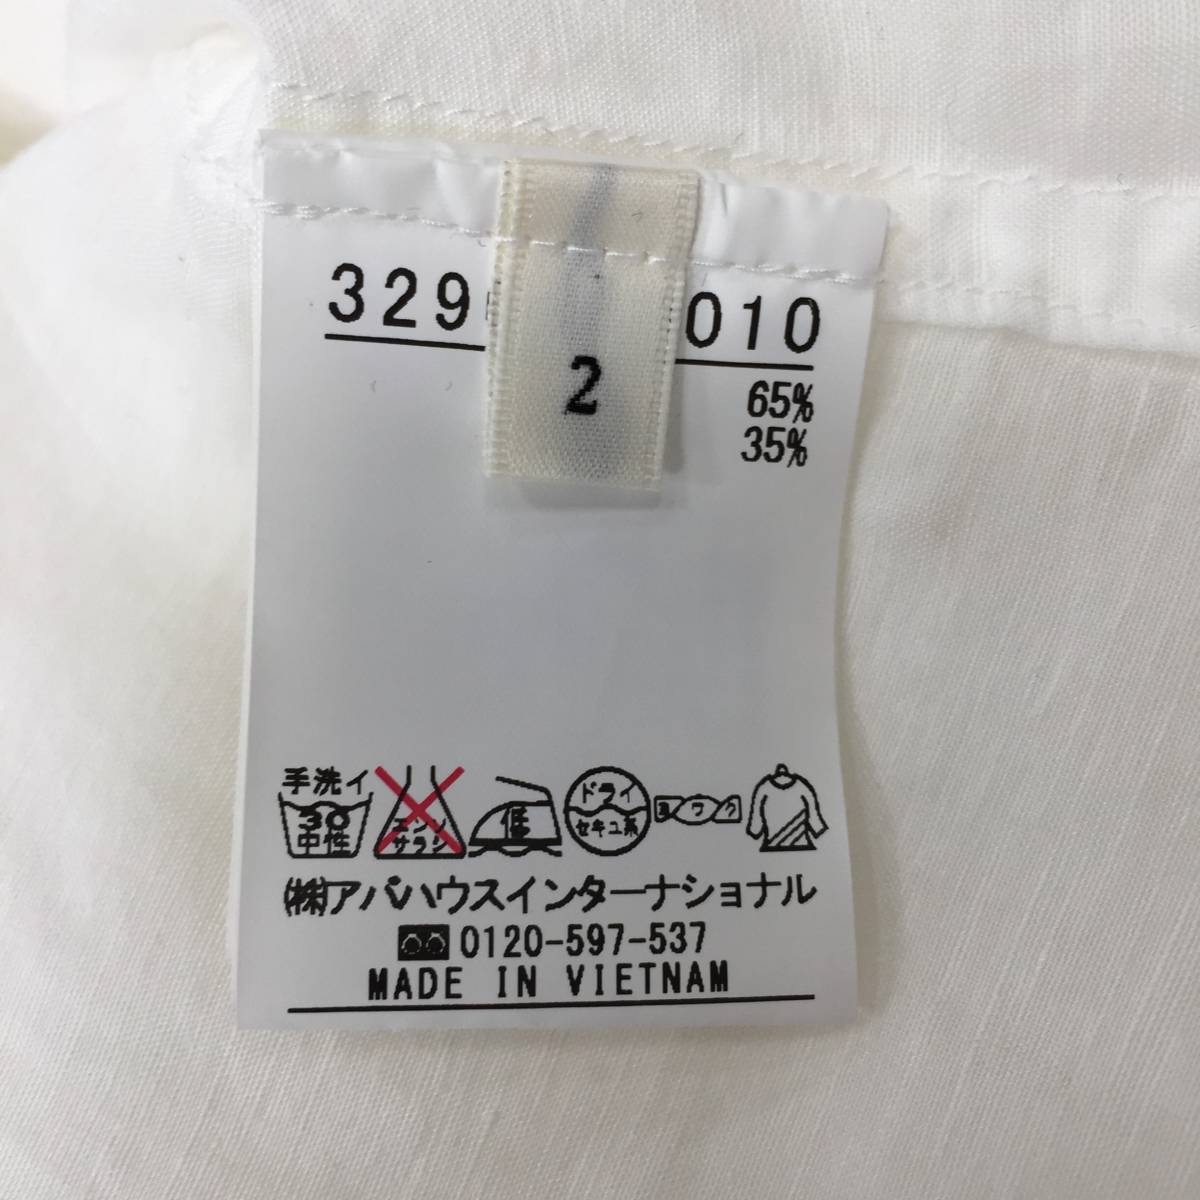 329 010
2
65%
35%
手洗イ
30
中性
エンソ
サラシ
低
ドライ
セキユ系
ヨワク
㈱アバハウスインターナショナル
0120-597-537
MADE IN VIETNAM